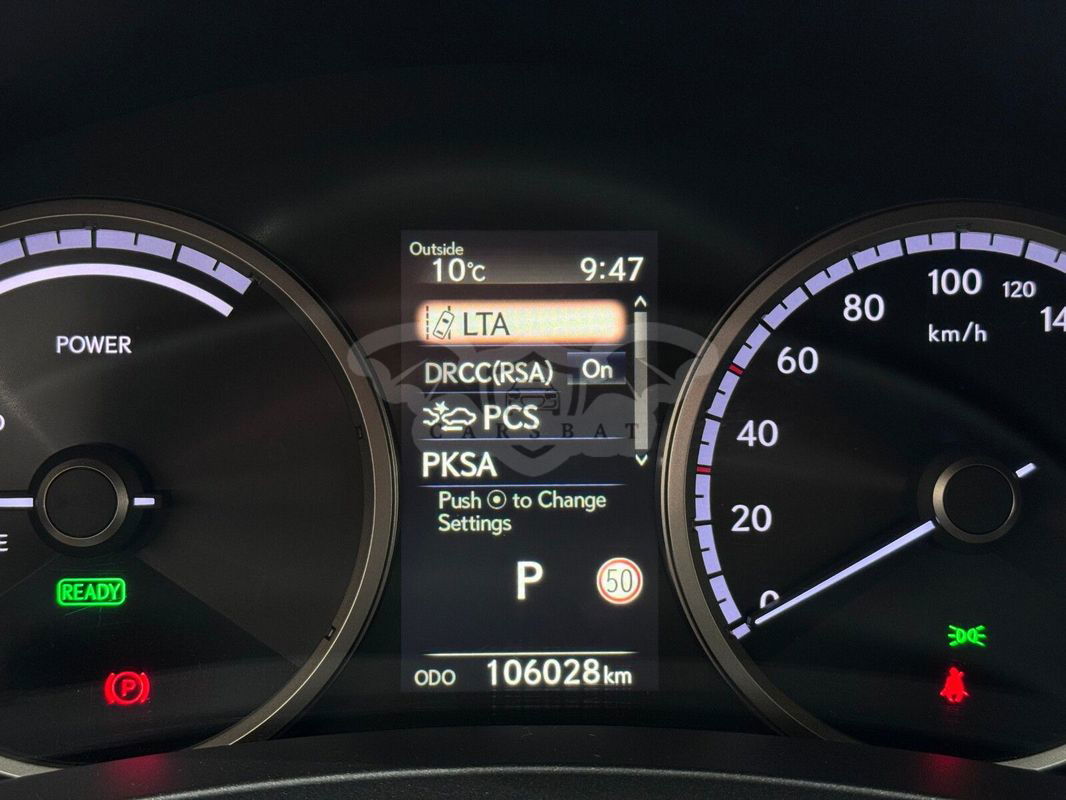 Outside
10°C 9:47
LTA
DRCC(RSA) On
PCS
CARSBAT
PKSA
Push ⦿ to Change
Settings
P 50
ODO 106028km
POWER
READY
P
0
20
40
60
80
100
120
km/h